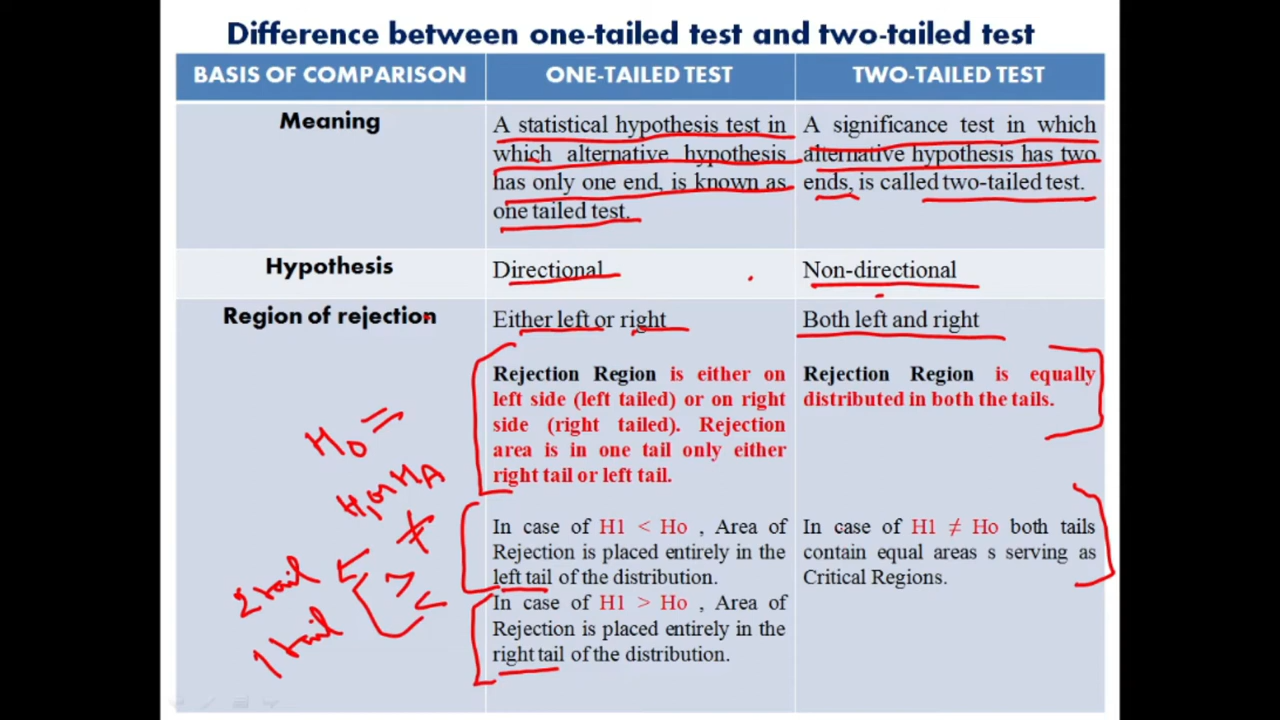 Difference between one-tailed test and two-tailed test
BASIS OF COMPARISON
ONE-TAILED TEST
TWO-TAILED TEST
Meaning
A statistical hypothesis test in
which alternative hypothesis
has only one end, is known as
one tailed test.
A significance test in which
alternative hypothesis has two
ends, is called two-tailed test.
Hypothesis
Directional
Non-directional
Region of rejection
Either left or right
Both left and right
Rejection Region is either on
left side (left tailed) or on right
side (right tailed). Rejection
area is in one tail only either
right tail or left tail.
Rejection Region is equally
distributed in both the tails.
In case of H1 < Ho , Area of
Rejection is placed entirely in the
left tail of the distribution.
In case of H1 > Ho , Area of
Rejection is placed entirely in the
right tail of the distribution.
In case of H1 ≠ Ho both tails
contain equal areas s serving as
Critical Regions.
H0 =
H1 or HA
≠
2 tail
> <
1 tail